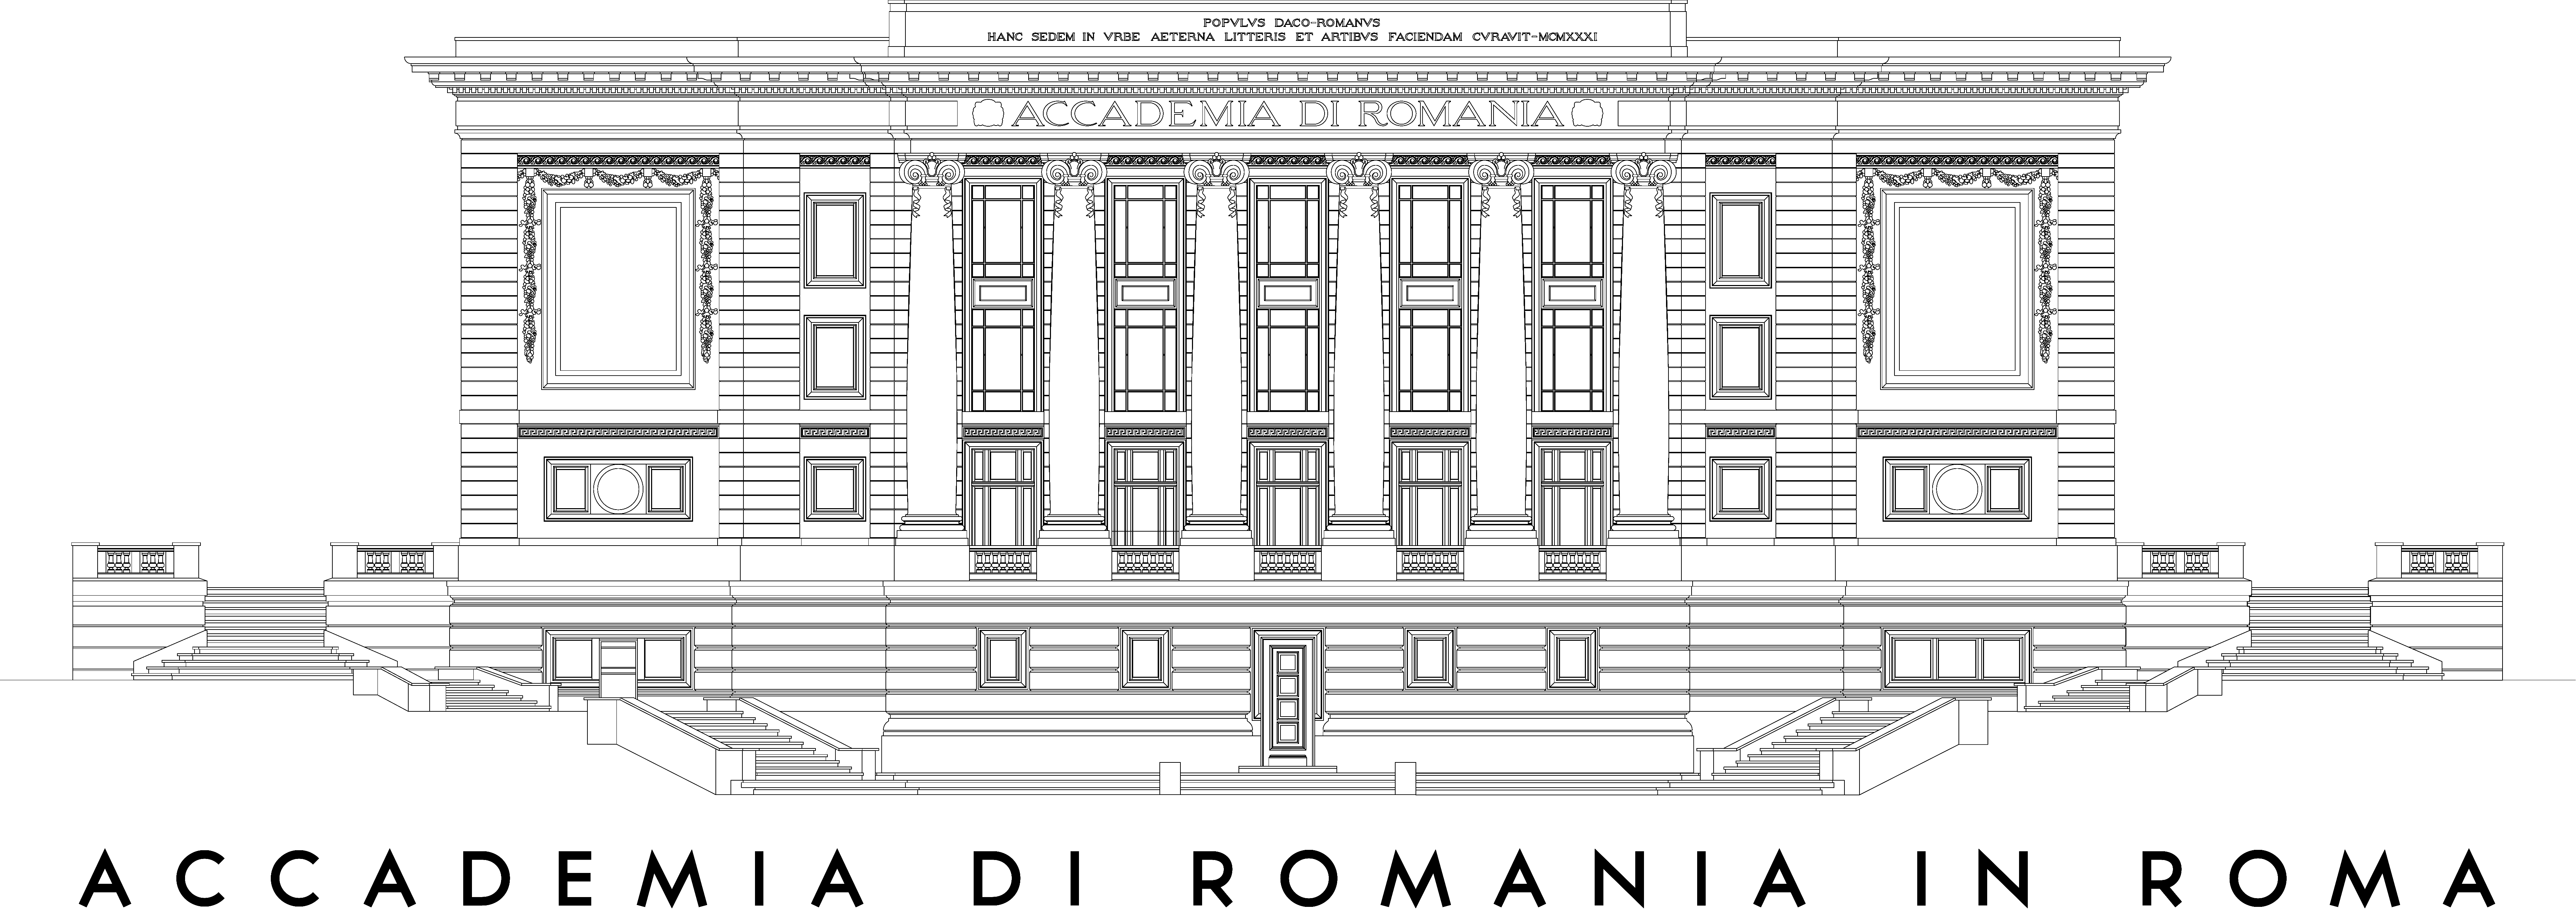 POPVLVS DACO-ROMANVS
HANC SEDEM IN VRBE AETERNA LITTERIS ET ARTIBVS FACIENDAM CVRAVIT-MCMXXXI
ACCADEMIA DI ROMANIA
ACCADEMIA DI ROMANIA IN ROMA